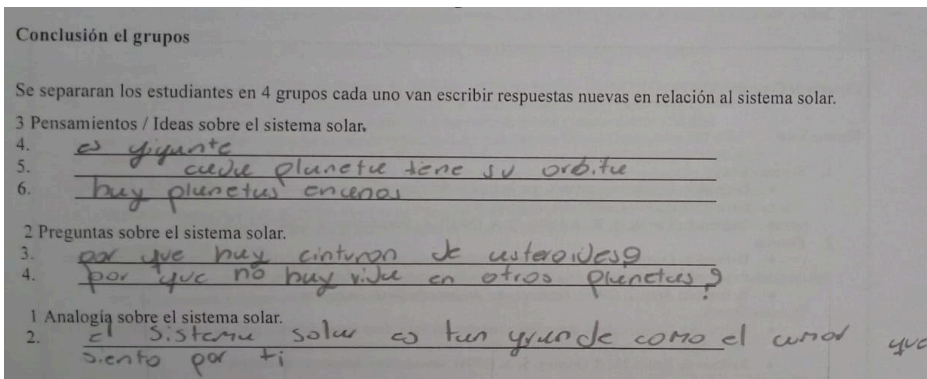 Conclusión el grupos
Se separaran los estudiantes en 4 grupos cada uno van escribir respuestas nuevas en relación al sistema solar.
3 Pensamientos / Ideas sobre el sistema solar.
4. es gigante
5. cada planeta tiene su orbita
6. hay planetas enanos
2 Preguntas sobre el sistema solar.
3. por que hay cinturon de asteroides?
4. por que no hay vida en otros planetas?
1 Analogía sobre el sistema solar.
2. el sistema solar es tan grande como el amor que
siento por ti